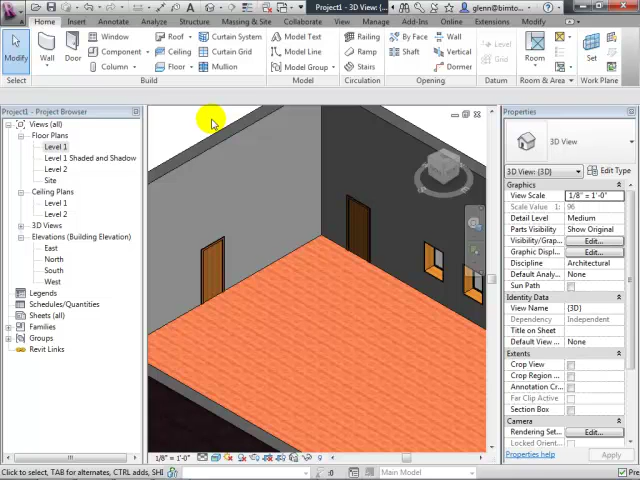 Project1 - 3D View: {...
glenn@bimto...
Home Insert Annotate Analyze Structure Massing & Site Collaborate View Manage Add-Ins Extensions Modify
Modify
Wall
Door
Window
Component
Column
Roof
Ceiling
Floor
Curtain System
Curtain Grid
Mullion
Model Text
Model Line
Model Group
Railing
Ramp
Stairs
By Face
Shaft
Wall
Vertical
Dormer
Level
Grid
Room
Set
Select Build Model Circulation Opening Datum Room & Area Work Plane
Project1 - Project Browser
Views (all)
Floor Plans
Level 1
Level 1 Shaded and Shadow
Level 2
Site
Ceiling Plans
Level 1
Level 2
3D Views
Elevations (Building Elevation)
East
North
South
West
Legends
Schedules/Quantities
Sheets (all)
Families
Groups
Revit Links
Properties
3D View
3D View: {3D}
Edit Type
Graphics
View Scale 1/8" = 1'-0"
Scale Value 1: 96
Detail Level Medium
Parts Visibility Show Original
Visibility/Grap... Edit...
Graphic Displ... Edit...
Discipline Architectural
Default Analy... None
Sun Path
Identity Data
View Name {3D}
Dependency Independent
Title on Sheet
Default View ... None
Extents
Crop View
Crop Region ...
Annotation Cr...
Far Clip Active
Section Box
Camera
Rendering Set... Edit...
Locked Orient...
Properties help
Apply
1/8" = 1'-0"
Click to select, TAB for alternates, CTRL adds, SHI
:0
Main Model
Pre